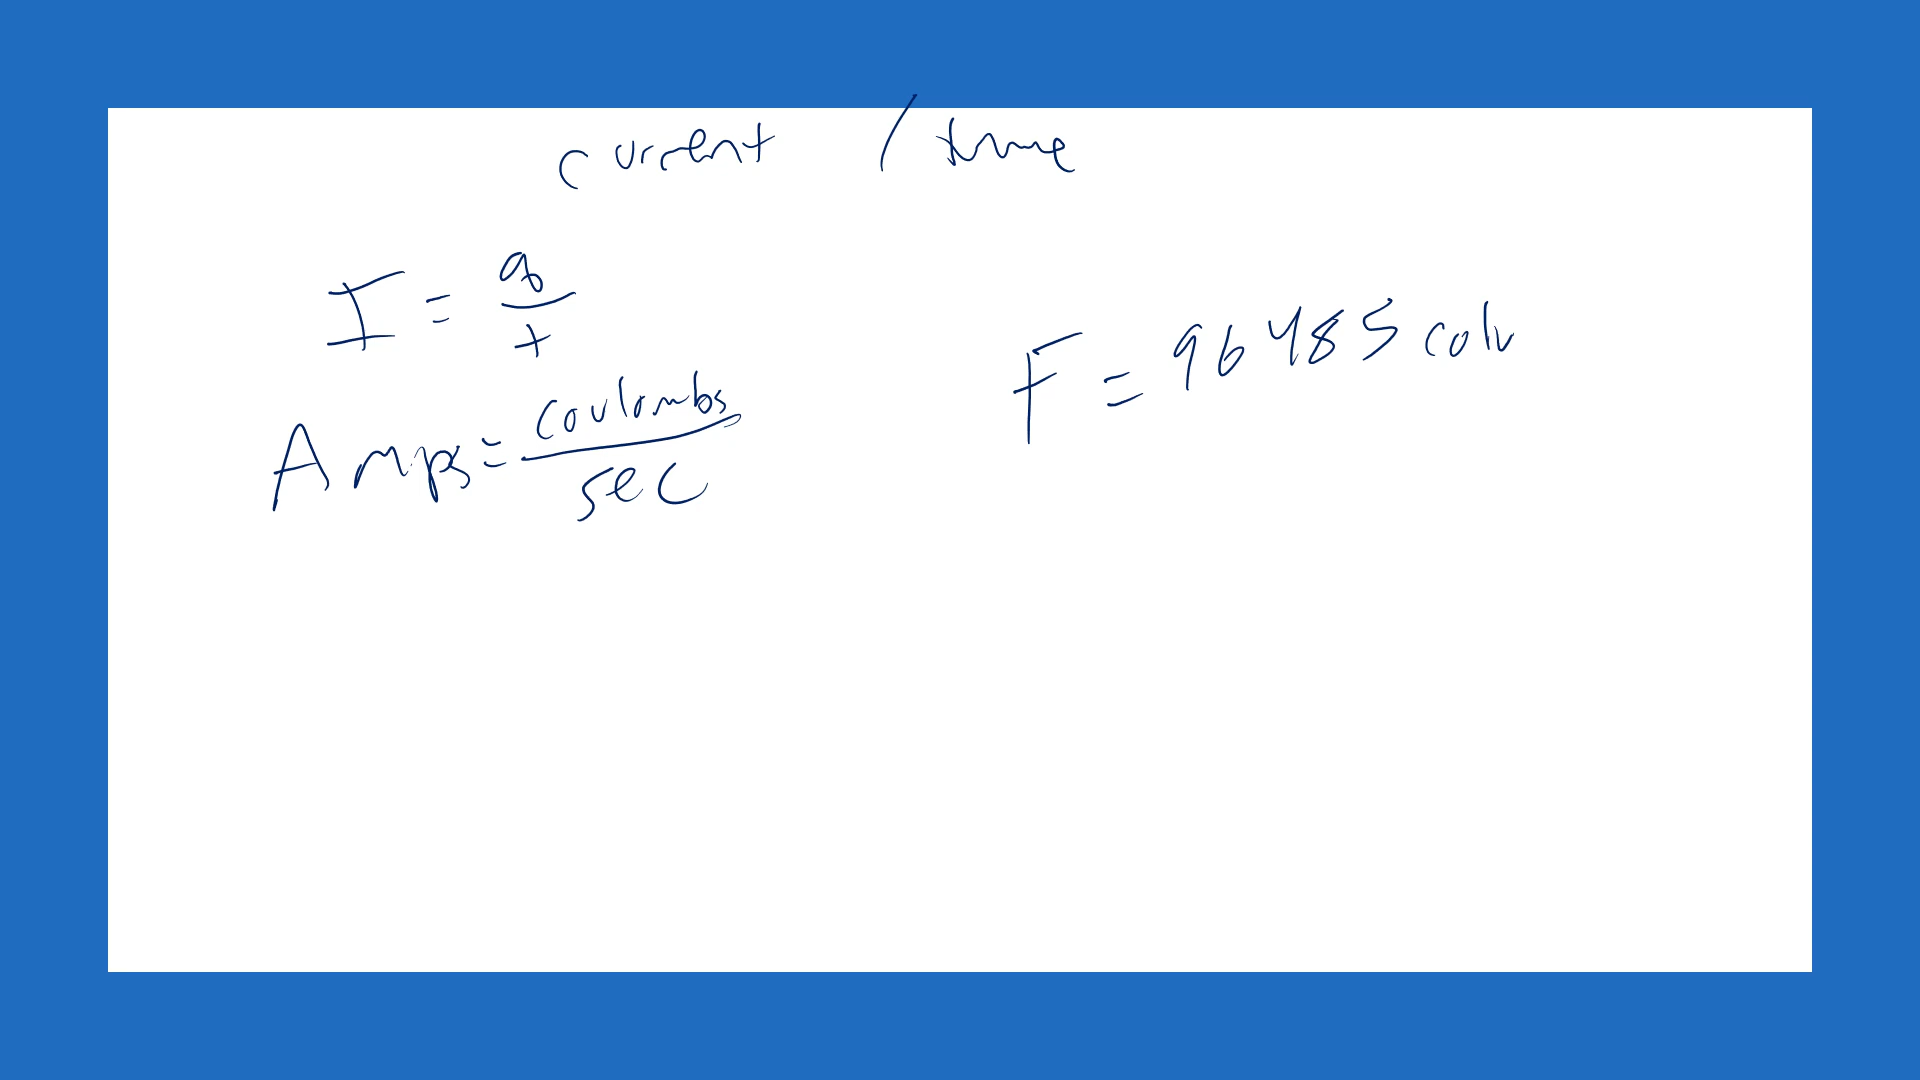 current / time
I = q/t
F = 96485 colu
Amps = coulombs/sec